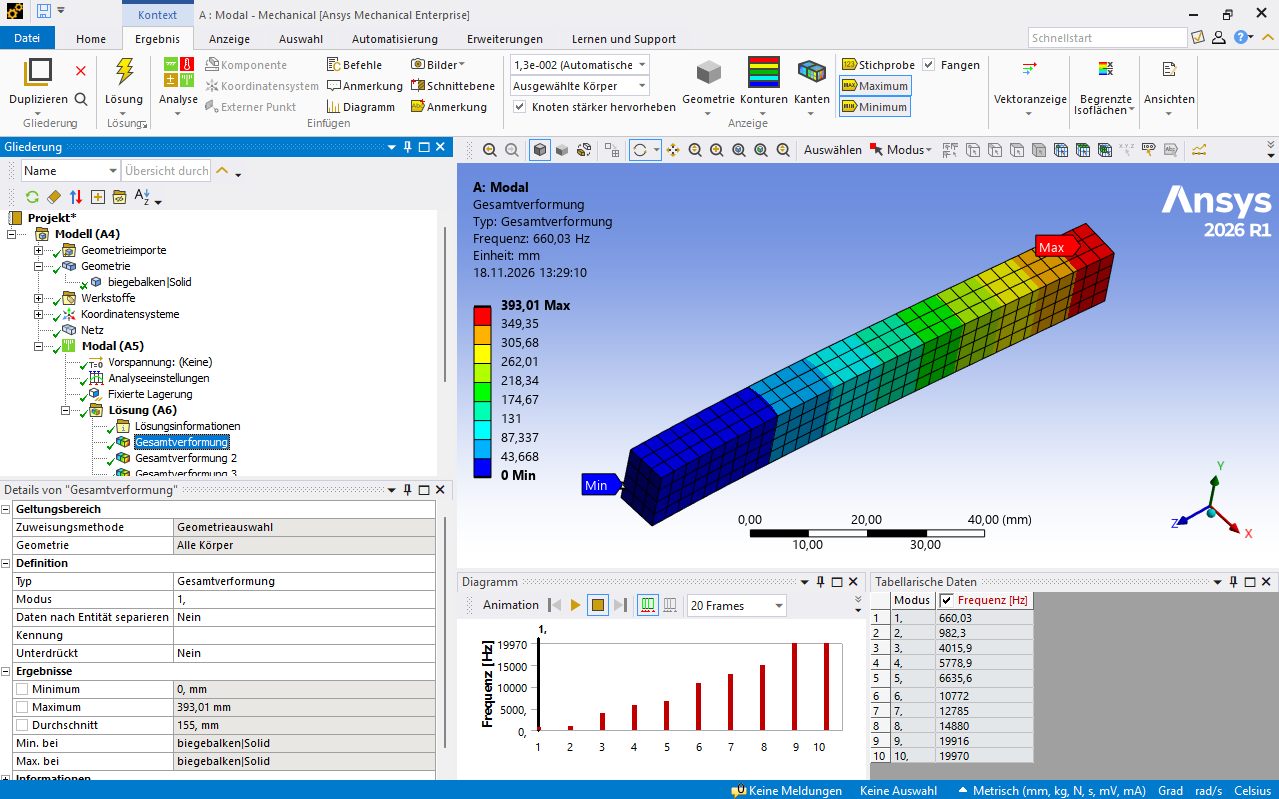 Kontext
A : Modal - Mechanical [Ansys Mechanical Enterprise]
Datei
Home
Ergebnis
Anzeige
Auswahl
Automatisierung
Erweiterungen
Lernen und Support
Schnellstart
Duplizieren
Gliederung
Lösung
Lösung
Analyse
Komponente
Koordinatensystem
Externer Punkt
Befehle
Anmerkung
Diagramm
Bilder
Schnittebene
Anmerkung
Einfügen
1,3e-002 (Automatische
Ausgewählte Körper
Knoten stärker hervorheben
Geometrie
Konturen
Kanten
Stichprobe
Fangen
Maximum
Minimum
Anzeige
Vektoranzeige
Begrenzte
Isoflächen
Ansichten
Gliederung
Name
Übersicht durch
Projekt*
Modell (A4)
Geometrieimporte
Geometrie
biegebalken|Solid
Werkstoffe
Koordinatensysteme
Netz
Modal (A5)
T=0
Vorspannung: (Keine)
Analyseeinstellungen
Fixierte Lagerung
Lösung (A6)
Lösungsinformationen
Gesamtverformung
Gesamtverformung 2
Gesamtverformung 3
Details von "Gesamtverformung"
Geltungsbereich
Zuweisungsmethode Geometrieauswahl
Geometrie Alle Körper
Definition
Typ Gesamtverformung
Modus 1,
Daten nach Entität separieren Nein
Kennung
Unterdrückt Nein
Ergebnisse
Minimum 0, mm
Maximum 393,01 mm
Durchschnitt 155, mm
Min. bei biegebalken|Solid
Max. bei biegebalken|Solid
Informationen
Auswählen
Modus
A: Modal
Gesamtverformung
Typ: Gesamtverformung
Frequenz: 660,03 Hz
Einheit: mm
18.11.2026 13:29:10
393,01 Max
349,35
305,68
262,01
218,34
174,67
131
87,337
43,668
0 Min
Ansys
2026 R1
Max
Min
0,00 20,00 40,00 (mm)
10,00 30,00
Y
Z
X
Diagramm
Animation
20 Frames
1,
Frequenz [Hz]
19970
15000
10000
5000,
0,
1 2 3 4 5 6 7 8 9 10
Tabellarische Daten
Modus Frequenz [Hz]
1 1, 660,03
2 2, 982,3
3 3, 4015,9
4 4, 5778,9
5 5, 6635,6
6 6, 10772
7 7, 12785
8 8, 14880
9 9, 19916
10 10, 19970
Keine Meldungen
Keine Auswahl
Metrisch (mm, kg, N, s, mV, mA)
Grad
rad/s
Celsius